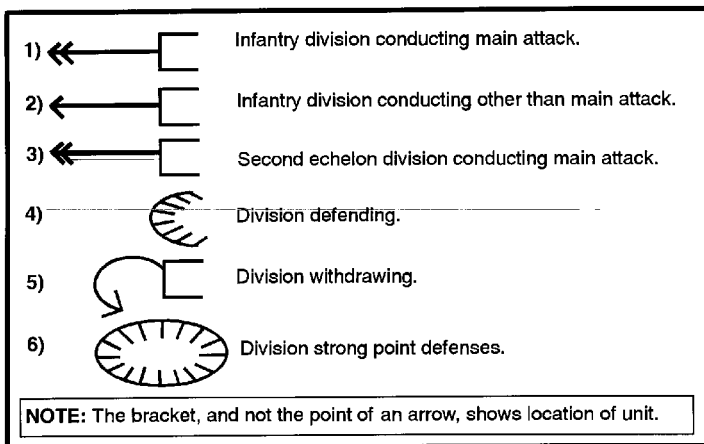 1) Infantry division conducting main attack.
2) Infantry division conducting other than main attack.
3) Second echelon division conducting main attack.
4) Division defending.
5) Division withdrawing.
6) Division strong point defenses.
NOTE: The bracket, and not the point of an arrow, shows location of unit.